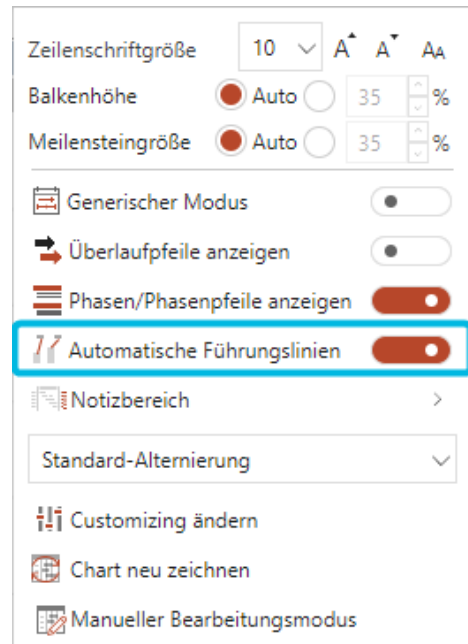 Zeilenschriftgröße 10 A A AA
Balkenhöhe Auto 35 %
Meilensteingröße Auto 35 %
Generischer Modus
Überlaufpfeile anzeigen
Phasen/Phasenpfeile anzeigen
Automatische Führungslinien
Notizbereich
Standard-Alternierung
Customizing ändern
Chart neu zeichnen
Manueller Bearbeitungsmodus